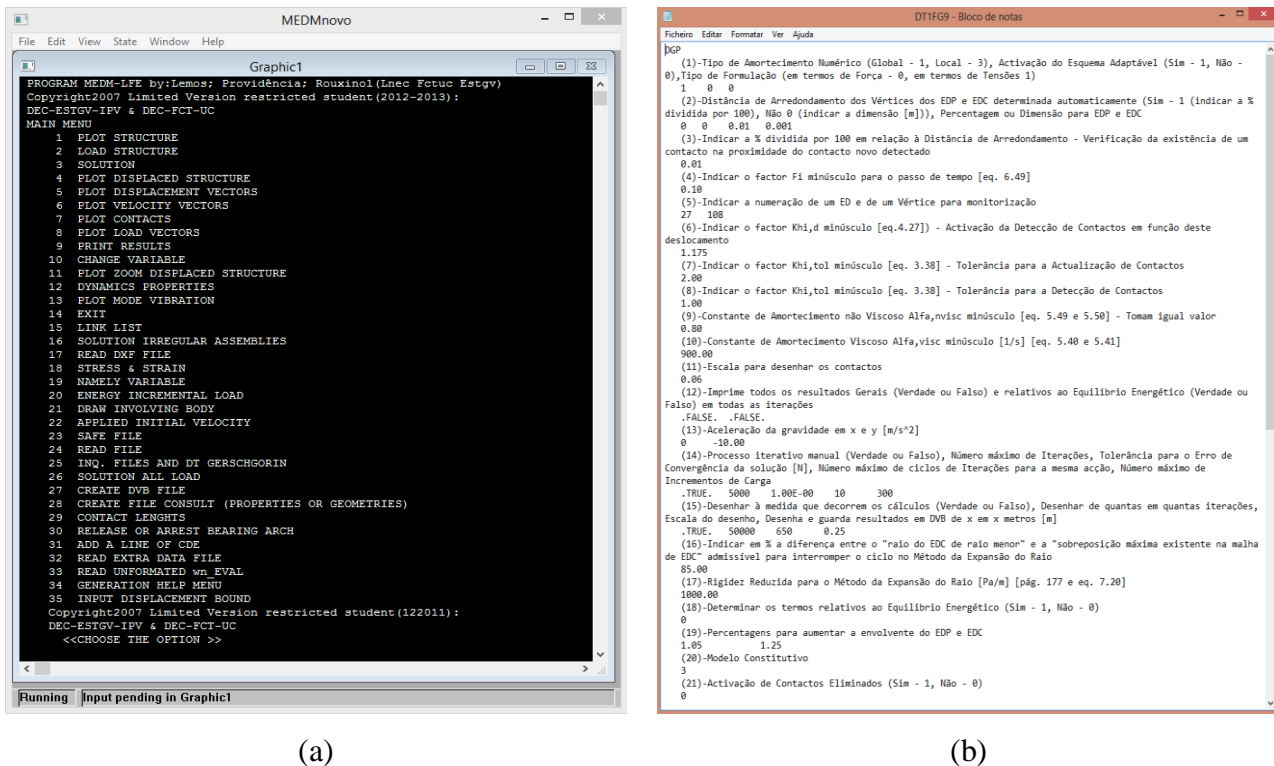 MEDMnovo
File Edit View State Window Help
Graphic1
PROGRAM MEDM-LFE by:Lemos; Providência; Rouxinol(Lnec Fctuc Estgv)
Copyright2007 Limited Version restricted student(2012-2013):
DEC-ESTGV-IPV & DEC-FCT-UC
MAIN MENU
1 PLOT STRUCTURE
2 LOAD STRUCTURE
3 SOLUTION
4 PLOT DISPLACED STRUCTURE
5 PLOT DISPLACEMENT VECTORS
6 PLOT VELOCITY VECTORS
7 PLOT CONTACTS
8 PLOT LOAD VECTORS
9 PRINT RESULTS
10 CHANGE VARIABLE
11 PLOT ZOOM DISPLACED STRUCTURE
12 DYNAMICS PROPERTIES
13 PLOT MODE VIBRATION
14 EXIT
15 LINK LIST
16 SOLUTION IRREGULAR ASSEMBLIES
17 READ DXF FILE
18 STRESS & STRAIN
19 NAMELY VARIABLE
20 ENERGY INCREMENTAL LOAD
21 DRAW INVOLVING BODY
22 APPLIED INITIAL VELOCITY
23 SAFE FILE
24 READ FILE
25 INQ. FILES AND DT GERSCHGORIN
26 SOLUTION ALL LOAD
27 CREATE DVB FILE
28 CREATE FILE CONSULT (PROPERTIES OR GEOMETRIES)
29 CONTACT LENGHTS
30 RELEASE OR ARREST BEARING ARCH
31 ADD A LINE OF CDE
32 READ EXTRA DATA FILE
33 READ UNFORMATED wn_EVAL
34 GENERATION HELP MENU
35 INPUT DISPLACEMENT BOUND
Copyright2007 Limited Version restricted student(122011):
DEC-ESTGV-IPV & DEC-FCT-UC
<<CHOOSE THE OPTION >>
Running Input pending in Graphic1
(a)
DT1FG9 - Bloco de notas
Ficheiro Editar Formatar Ver Ajuda
DGP
(1)-Tipo de Amortecimento Numérico (Global - 1, Local - 3), Activação do Esquema Adaptável (Sim - 1, Não -
0),Tipo de Formulação (em termos de Força - 0, em termos de Tensões 1)
1 0 0
(2)-Distância de Arredondamento dos Vértices dos EDP e EDC determinada automaticamente (Sim - 1 (indicar a %
dividida por 100), Não 0 (indicar a dimensão [m])), Percentagem ou Dimensão para EDP e EDC
0 0 0.01 0.001
(3)-Indicar a % dividida por 100 em relação à Distância de Arredondamento - Verificação da existência de um
contacto na proximidade do contacto novo detectado
0.01
(4)-Indicar o factor Fi minúsculo para o passo de tempo [eq. 6.49]
0.10
(5)-Indicar a numeração de um ED e de um Vértice para monitorização
27 108
(6)-Indicar o factor Khi,d minúsculo [eq.4.27]) - Activação da Detecção de Contactos em função deste
deslocamento
1.175
(7)-Indicar o factor Khi,tol minúsculo [eq. 3.38] - Tolerância para a Actualização de Contactos
2.00
(8)-Indicar o factor Khi,tol minúsculo [eq. 3.38] - Tolerância para a Detecção de Contactos
1.00
(9)-Constante de Amortecimento não Viscoso Alfa,nvisc minúsculo [eq. 5.49 e 5.50] - Tomam igual valor
0.80
(10)-Constante de Amortecimento Viscoso Alfa,visc minúsculo [1/s] [eq. 5.40 e 5.41]
900.00
(11)-Escala para desenhar os contactos
0.06
(12)-Imprime todos os resultados Gerais (Verdade ou Falso) e relativos ao Equilibrio Energético (Verdade ou
Falso) em todas as iterações
.FALSE. .FALSE.
(13)-Aceleração da gravidade em x e y [m/s^2]
0 -10.00
(14)-Processo iterativo manual (Verdade ou Falso), Número máximo de Iterações, Tolerância para o Erro de
Convergência da solução [N], Número máximo de ciclos de Iterações para a mesma acção, Número máximo de
Incrementos de Carga
.TRUE. 5000 1.00E-00 10 300
(15)-Desenhar à medida que decorrem os cálculos (Verdade ou Falso), Desenhar de quantas em quantas iterações,
Escala do desenho, Desenha e guarda resultados em DVB de x em x metros [m]
.TRUE. 50000 650 0.25
(16)-Indicar em % a diferença entre o "raio do EDC de raio menor" e a "sobreposição máxima existente na malha
de EDC" admissível para interromper o ciclo no Método da Expansão do Raio
85.00
(17)-Rigidez Reduzida para o Método da Expansão do Raio [Pa/m] [pág. 177 e eq. 7.20]
1000.00
(18)-Determinar os termos relativos ao Equilibrio Energético (Sim - 1, Não - 0)
0
(19)-Percentagens para aumentar a envolvente do EDP e EDC
1.05 1.25
(20)-Modelo Constitutivo
3
(21)-Activação de Contactos Eliminados (Sim - 1, Não - 0)
0
(b)